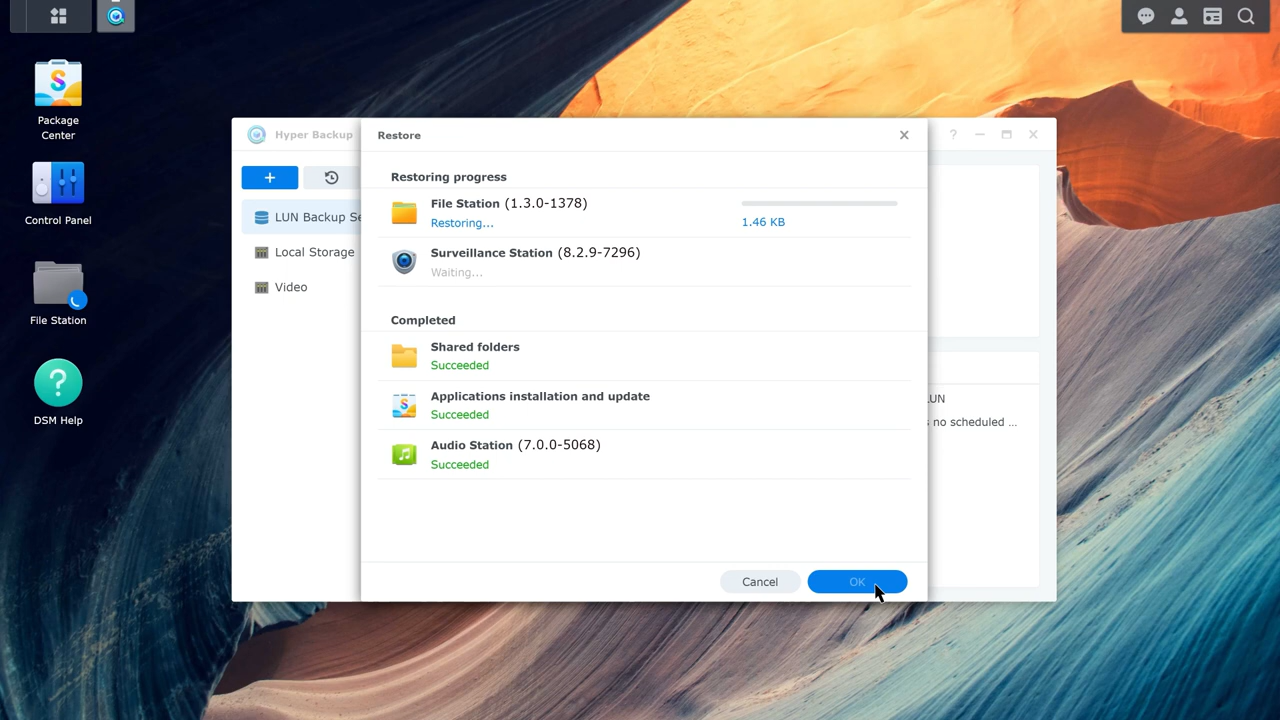 Package
Center
Control Panel
File Station
DSM Help
Hyper Backup
LUN Backup Se
Local Storage
Video
Restore
Restoring progress
File Station (1.3.0-1378)
Restoring...
1.46 KB
Surveillance Station (8.2.9-7296)
Waiting...
Completed
Shared folders
Succeeded
Applications installation and update
Succeeded
Audio Station (7.0.0-5068)
Succeeded
Cancel
OK
LUN
s no scheduled ...